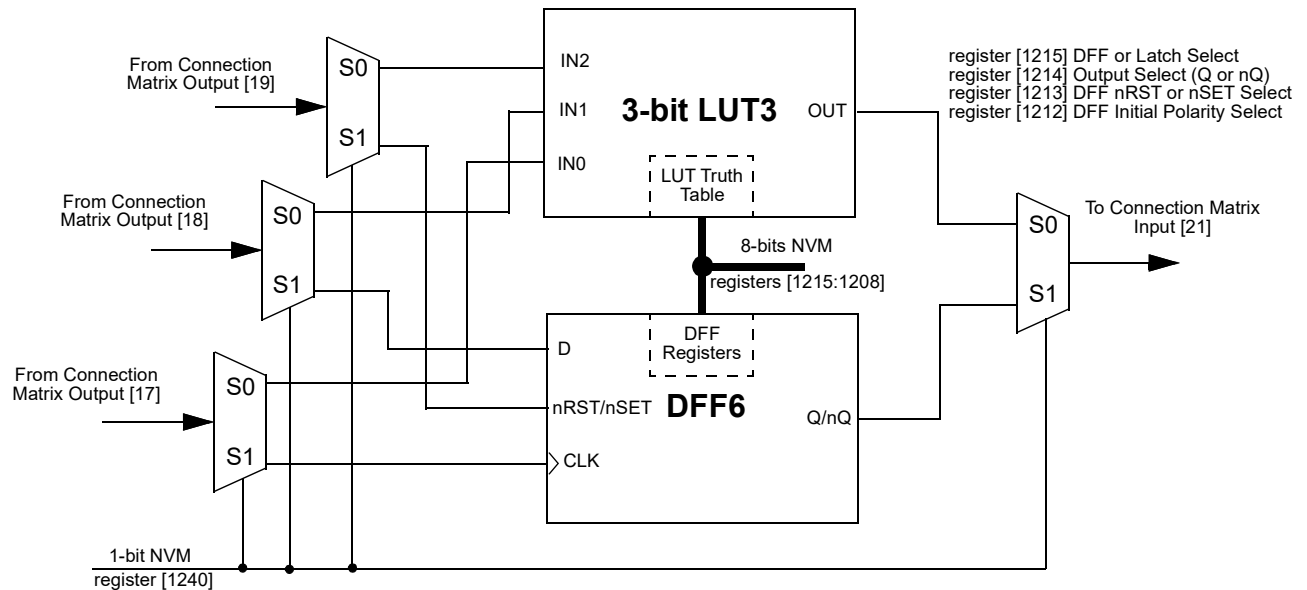 From Connection
Matrix Output [19]
S0
S1
From Connection
Matrix Output [18]
S0
S1
From Connection
Matrix Output [17]
S0
S1
1-bit NVM
register [1240]
IN2
IN1
IN0
3-bit LUT3
OUT
LUT Truth
Table
8-bits NVM
registers [1215:1208]
DFF
Registers
D
nRST/nSET
CLK
DFF6
Q/nQ
register [1215] DFF or Latch Select
register [1214] Output Select (Q or nQ)
register [1213] DFF nRST or nSET Select
register [1212] DFF Initial Polarity Select
S0
S1
To Connection Matrix
Input [21]